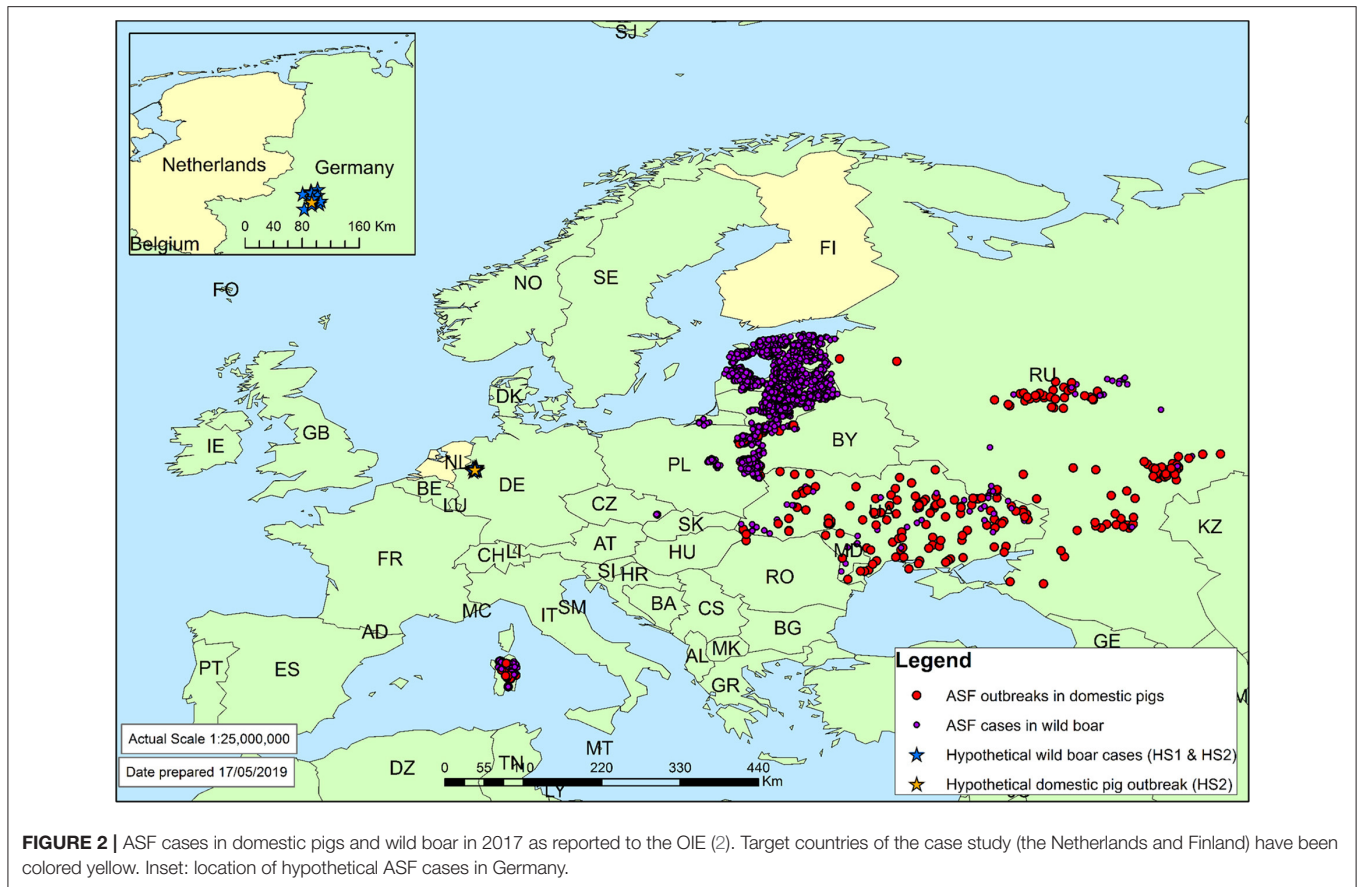 SJ
Netherlands
Germany
0 40 80 160 Km
Belgium
FO
NO
SE
FI
RU
DK
IE
GB
NL
BE
LU
DE
PL
BY
CZ
SK
UA
KZ
FR
CH
LI
AT
HU
MD
SI
HR
RO
MC
IT
SM
BA
CS
AD
BG
GE
MK
AL
PT
ES
GR
Legend
ASF outbreaks in domestic pigs
ASF cases in wild boar
Hypothetical wild boar cases (HS1 & HS2)
Hypothetical domestic pig outbreak (HS2)
Actual Scale 1:25,000,000
Date prepared 17/05/2019
MT
DZ
TN
0 55 110 220 330 440
Km
LY
FIGURE 2 | ASF cases in domestic pigs and wild boar in 2017 as reported to the OIE (2). Target countries of the case study (the Netherlands and Finland) have been
colored yellow. Inset: location of hypothetical ASF cases in Germany.